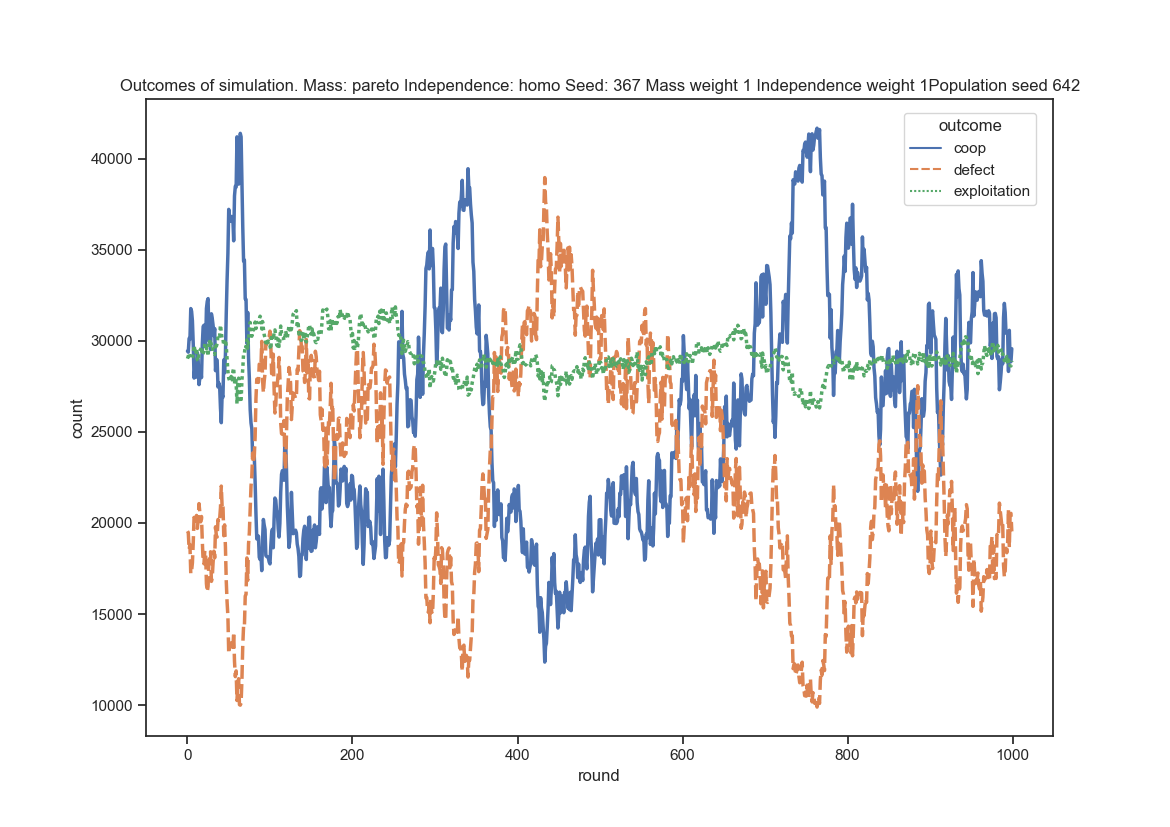 Outcomes of simulation. Mass: pareto Independence: homo Seed: 367 Mass weight 1 Independence weight 1Population seed 642
outcome
coop
defect
exploitation
40000
35000
30000
25000
20000
15000
10000
count
0 200 400 600 800 1000
round